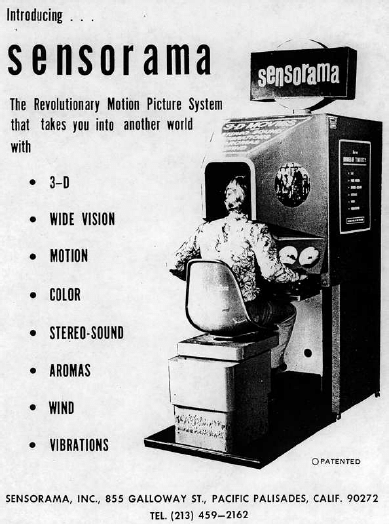 Introducing . . .
sensorama
The Revolutionary Motion Picture System
that takes you into another world
with
• 3-D
• WIDE VISION
• MOTION
• COLOR
• STEREO-SOUND
• AROMAS
• WIND
• VIBRATIONS
sensorama
3-D MOVIES
PATENTED
SENSORAMA, INC., 855 GALLOWAY ST., PACIFIC PALISADES, CALIF. 90272
TEL. (213) 459–2162